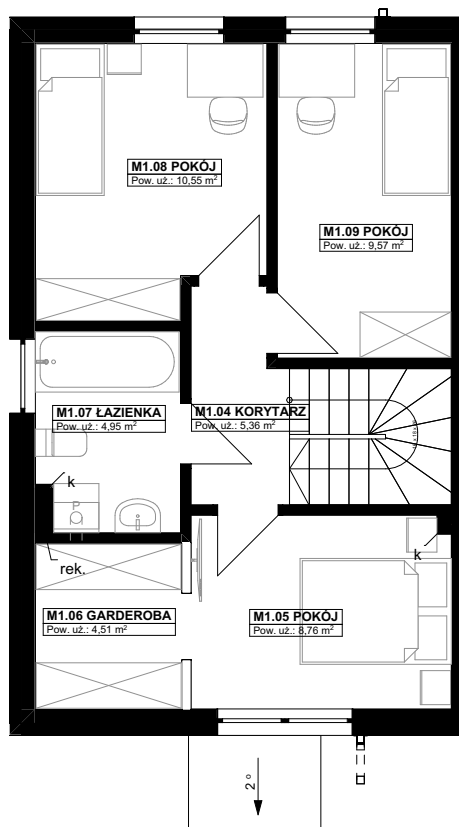 M1.08 POKÓJ
Pow. uż.: 10,55 m²
M1.09 POKÓJ
Pow. uż.: 9,57 m²
M1.07 ŁAZIENKA
Pow. uż.: 4,95 m²
M1.04 KORYTARZ
Pow. uż.: 5,36 m²
k
P
k
rek.
M1.06 GARDEROBA
Pow. uż.: 4,51 m²
M1.05 POKÓJ
Pow. uż.: 8,76 m²
2 °